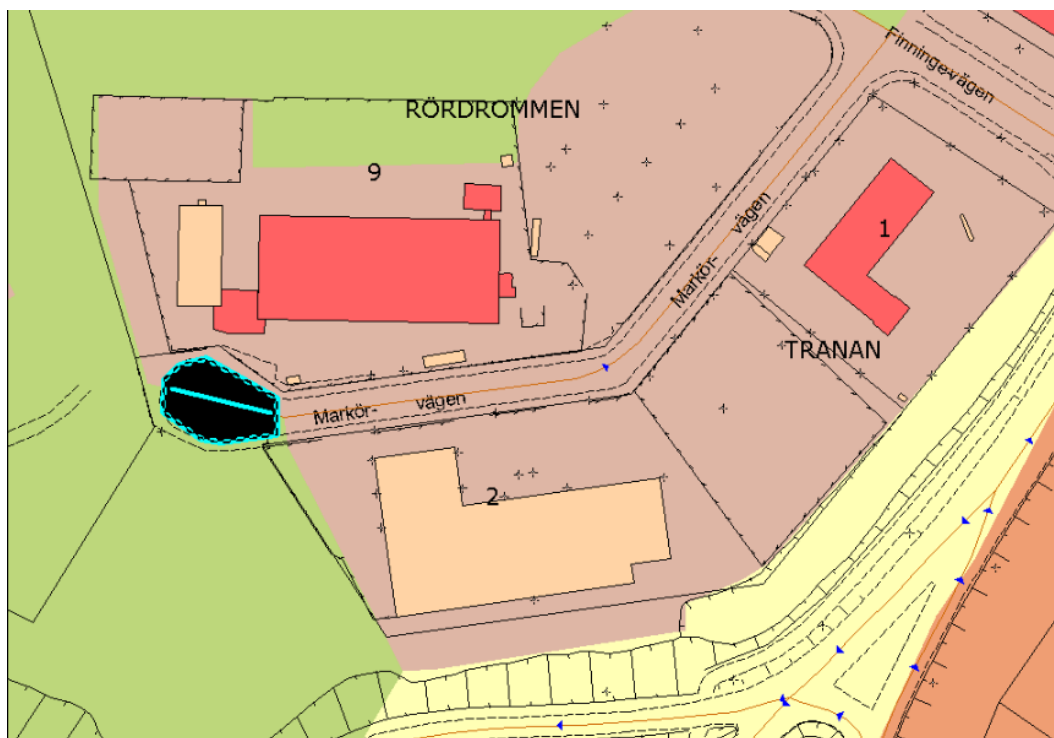 Finningevägen
RÖRDROMMEN
9
Markör- vägen
1
TRANAN
Markör- vägen
2